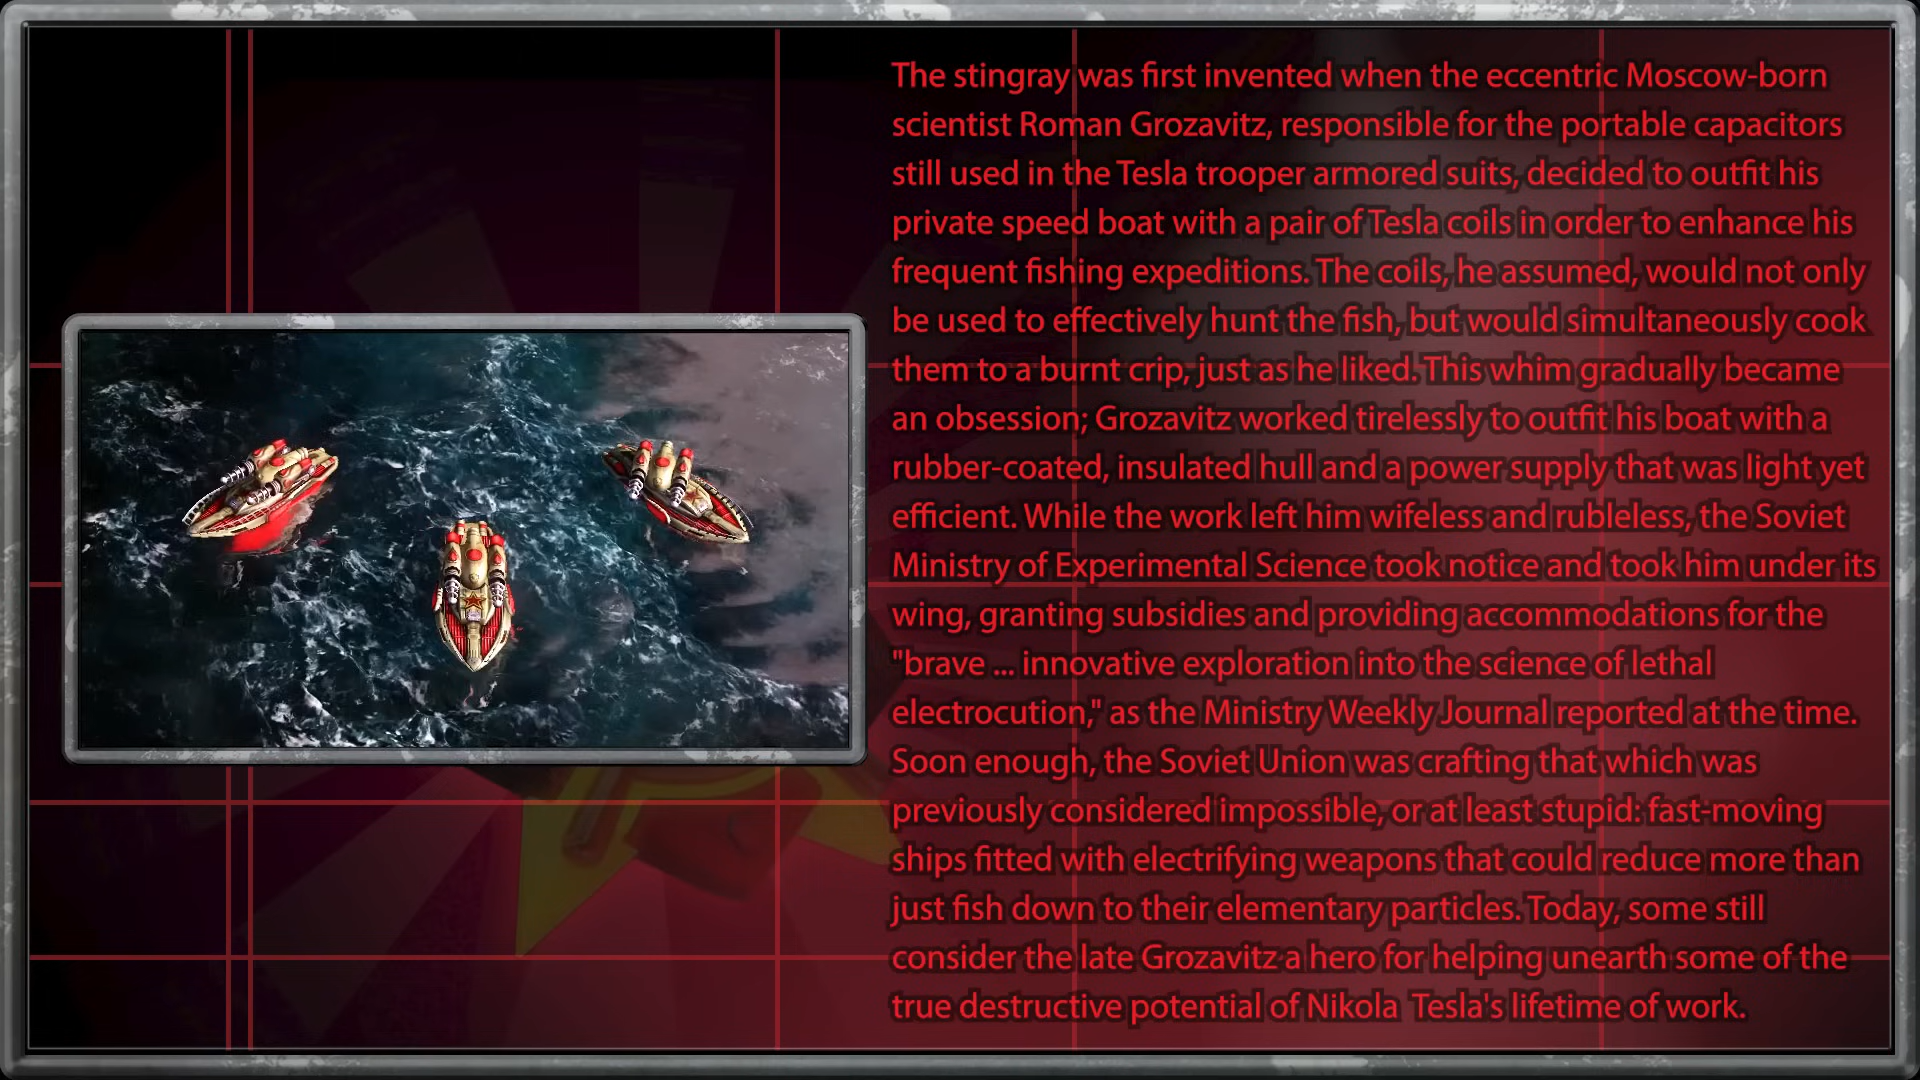 The stingray was first invented when the eccentric Moscow-born
scientist Roman Grozavitz, responsible for the portable capacitors
still used in the Tesla trooper armored suits, decided to outfit his
private speed boat with a pair of Tesla coils in order to enhance his
frequent fishing expeditions. The coils, he assumed, would not only
be used to effectively hunt the fish, but would simultaneously cook
them to a burnt crip, just as he liked. This whim gradually became
an obsession; Grozavitz worked tirelessly to outfit his boat with a
rubber-coated, insulated hull and a power supply that was light yet
efficient. While the work left him wifeless and rubleless, the Soviet
Ministry of Experimental Science took notice and took him under its
wing, granting subsidies and providing accommodations for the
"brave ... innovative exploration into the science of lethal
electrocution," as the Ministry Weekly Journal reported at the time.
Soon enough, the Soviet Union was crafting that which was
previously considered impossible, or at least stupid: fast-moving
ships fitted with electrifying weapons that could reduce more than
just fish down to their elementary particles. Today, some still
consider the late Grozavitz a hero for helping unearth some of the
true destructive potential of Nikola  Tesla's lifetime of work.